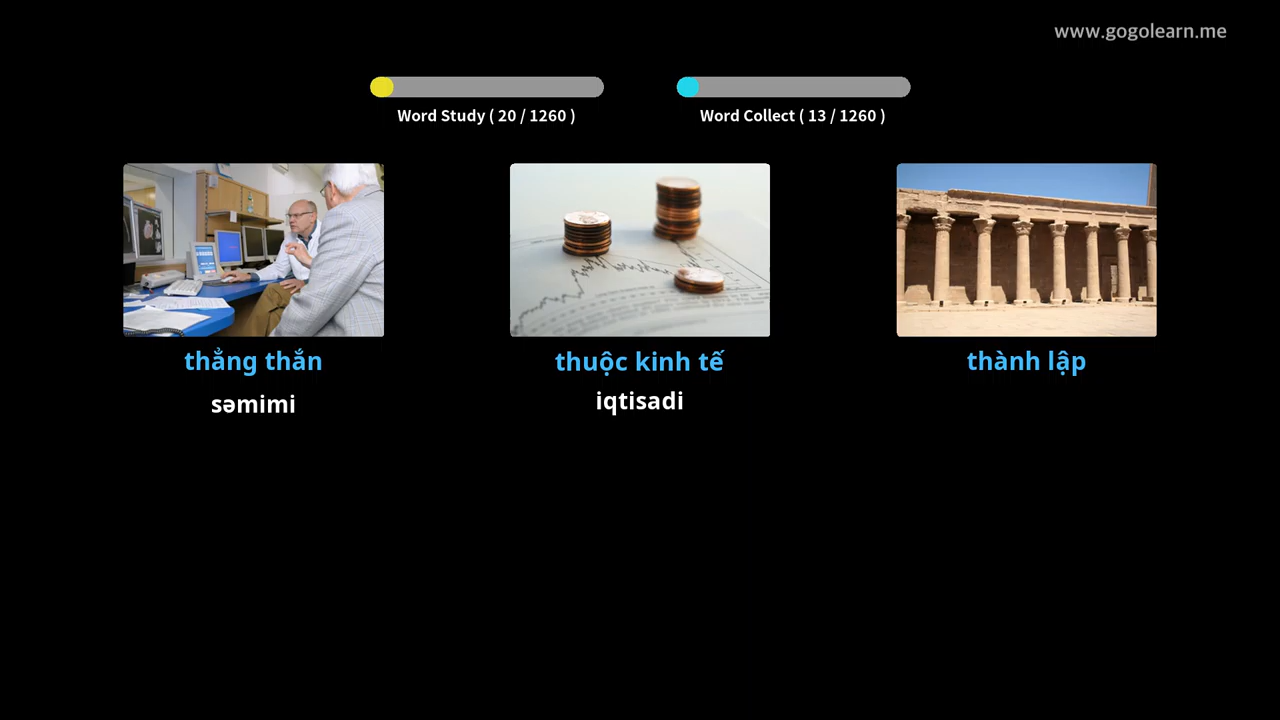 www.gogolearn.me
Word Study ( 20 / 1260 )
Word Collect ( 13 / 1260 )
thẳng thắn
səmimi
thuộc kinh tế
iqtisadi
thành lập